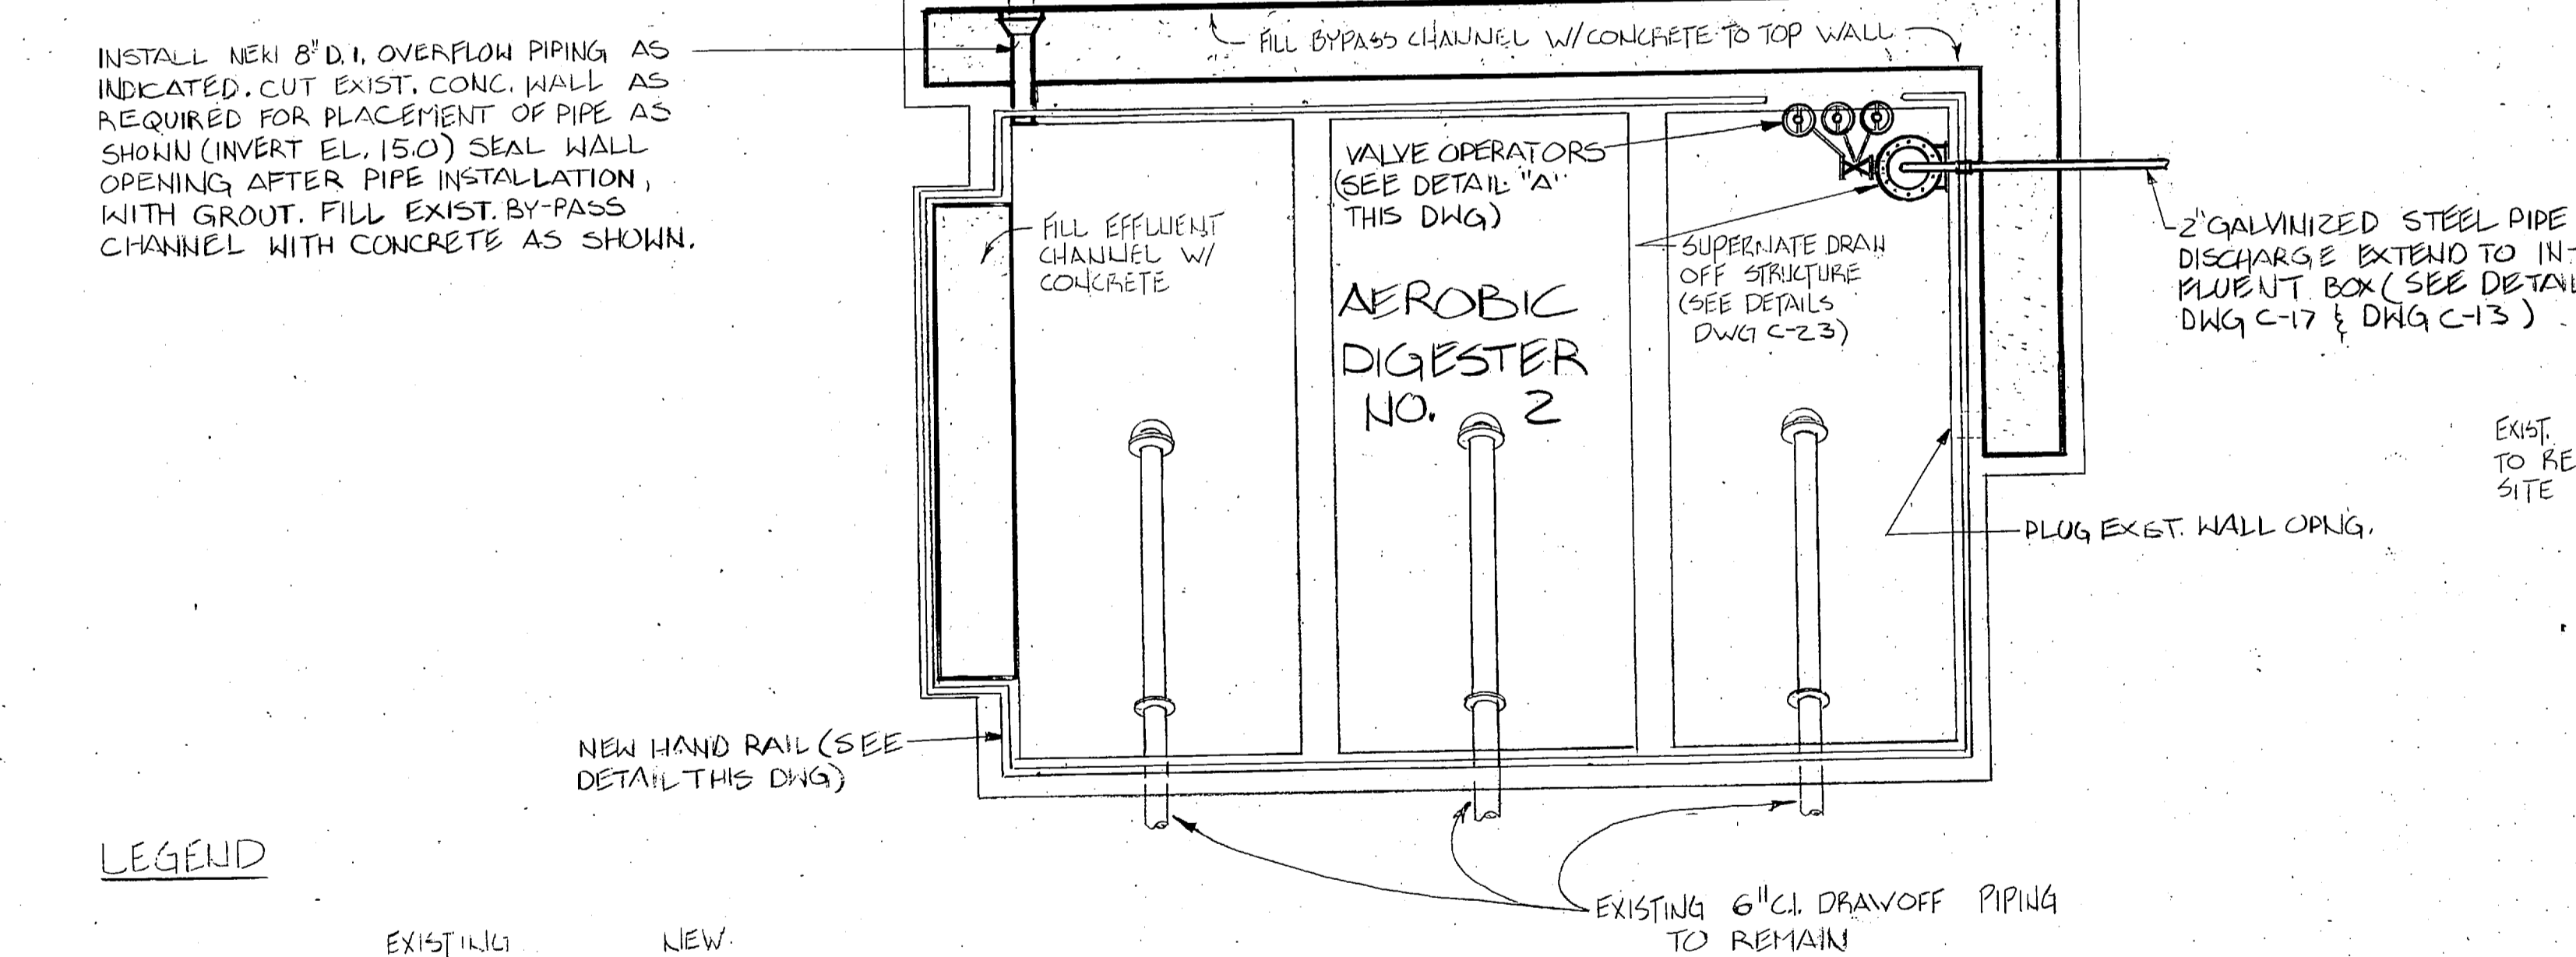 INSTALL NEW 8" D.I. OVERFLOW PIPING AS
INDICATED. CUT EXIST. CONC. WALL AS
REQUIRED FOR PLACEMENT OF PIPE AS
SHOWN (INVERT EL. 15.0) SEAL WALL
OPENING AFTER PIPE INSTALLATION,
WITH GROUT. FILL EXIST. BY-PASS
CHANNEL WITH CONCRETE AS SHOWN.
FILL BYPASS CHANNEL W/CONCRETE TO TOP WALL
FILL EFFLUENT
CHANNEL W/
CONCRETE
VALVE OPERATORS
(SEE DETAIL "A"
THIS DWG)
AEROBIC
DIGESTER
NO. 2
SUPERNATE DRAW
OFF STRUCTURE
(SEE DETAILS
DWG C-23)
2" GALVINIZED STEEL PIPE
DISCHARGE EXTEND TO IN-
FLUENT BOX (SEE DETAIL
DWG C-17 & DWG C-13)
EXIST.
TO RE
SITE
PLUG EXIST. WALL OPNG.
NEW HAND RAIL (SEE
DETAIL THIS DWG)
LEGEND
EXISTING NEW
EXISTING 6" C.I. DRAWOFF PIPING
TO REMAIN